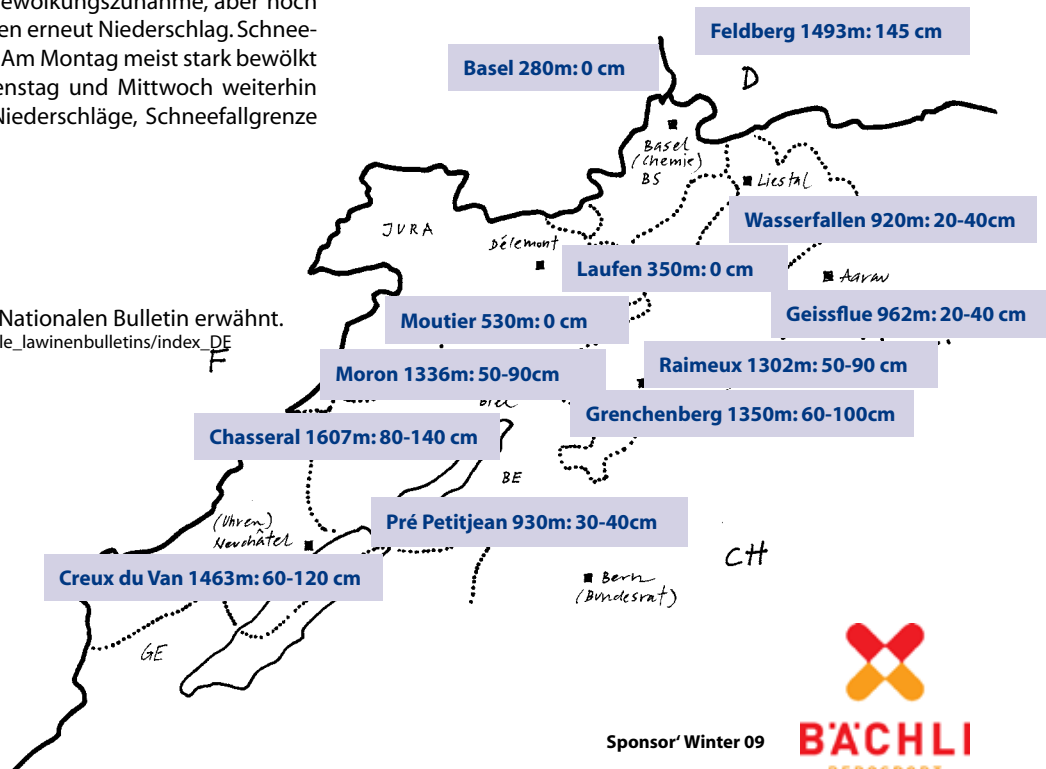 ewölkungszunahme, aber noch
en erneut Niederschlag. Schnee-
Am Montag meist stark bewölkt
enstag und Mittwoch weiterhin
Niederschläge, Schneefallgrenze
Feldberg 1493m: 145 cm
Basel 280m: 0 cm
D
Basel
(Chemie)
BS
Liestal
Wasserfallen 920m: 20-40cm
JURA
Délemont
Laufen 350m: 0 cm
Aarau
Nationalen Bulletin erwähnt.
le_lawinenbulletins/index_DE
F
Moutier 530m: 0 cm
Geissflue 962m: 20-40 cm
Moron 1336m: 50-90cm
Raimeux 1302m: 50-90 cm
Biel
Grenchenberg 1350m: 60-100cm
Chasseral 1607m: 80-140 cm
BE
(Uhren)
Neuchâtel
Pré Petitjean 930m: 30-40cm
CH
Creux du Van 1463m: 60-120 cm
Bern
(Bundesrat)
GE
Sponsor‘ Winter 09
BÄCHLI